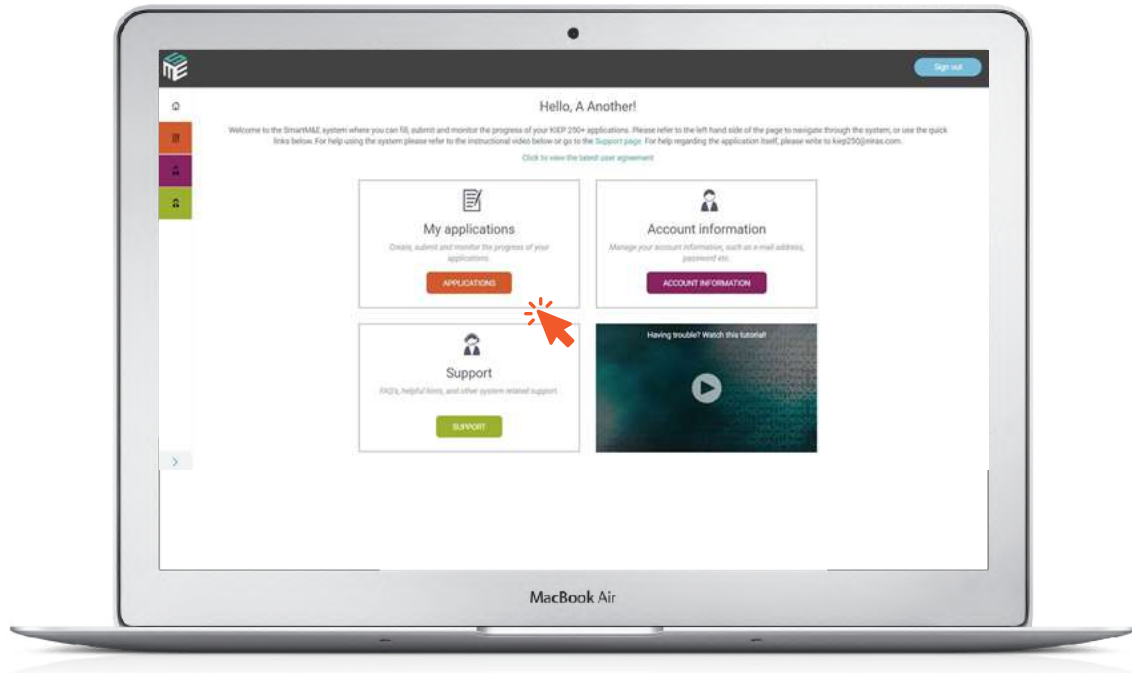 Sign out
Hello, A Another!
Welcome to the SmartM&E system where you can fill, submit and monitor the progress of your KIEP 250+ applications. Please refer to the left hand side of the page to navigate through the system, or use the quick
links below. For help using the system please refer to the instructional video below or go to the Support page. For help regarding the application itself, please write to kiep250@niras.com.
Click to view the latest user agreement
My applications
Create, submit and monitor the progress of your
applications.
APPLICATIONS
Account information
Manage your account information, such as e-mail address,
password etc.
ACCOUNT INFORMATION
Support
FAQ's, helpful hints, and other system related support.
SUPPORT
Having trouble? Watch this tutorial!
MacBook Air